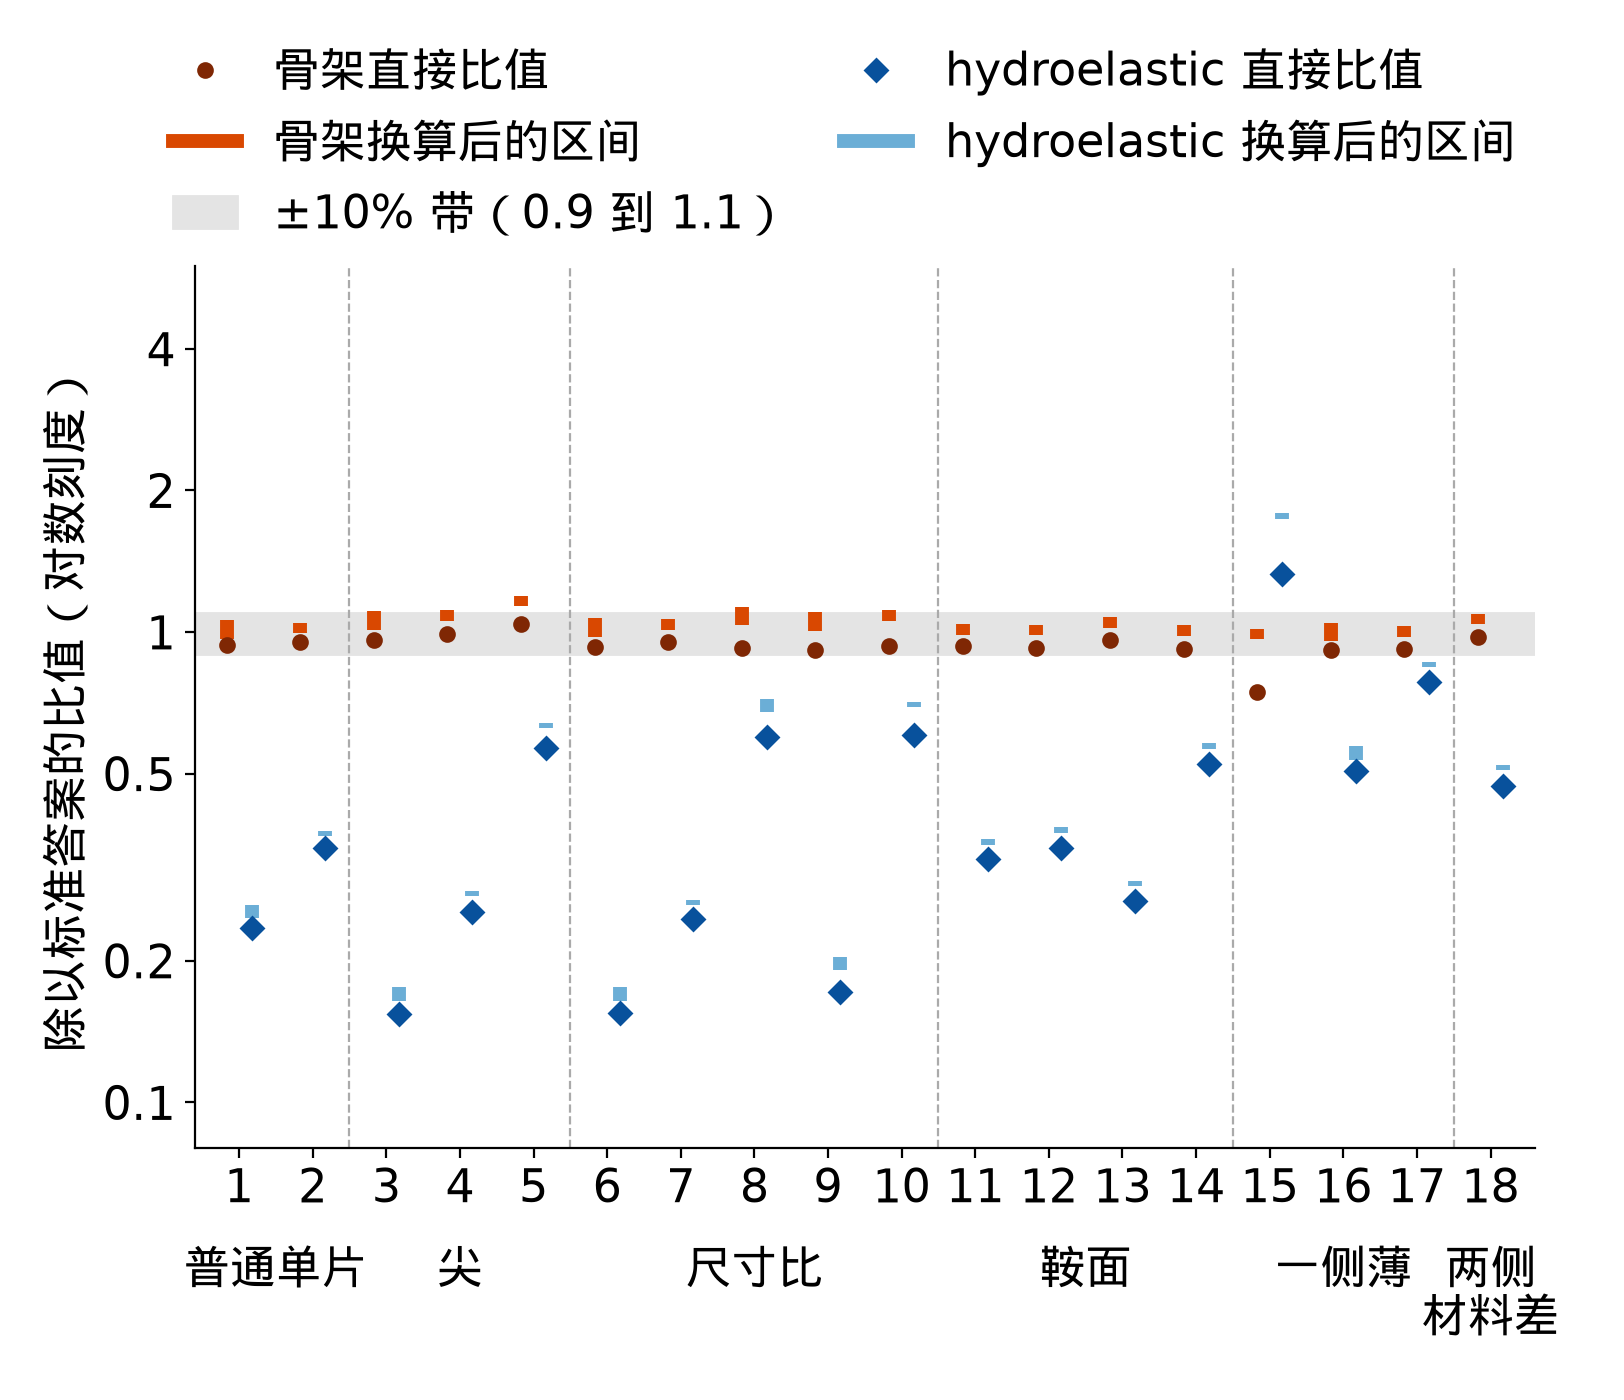 骨架直接比值
hydroelastic 直接比值
骨架换算后的区间
hydroelastic 换算后的区间
±10% 带（0.9 到 1.1）
除以标准答案的比值（对数刻度）
4
2
1
0.5
0.2
0.1
1 2 3 4 5 6 7 8 9 10 11 12 13 14 15 16 17 18
普通单片 尖 尺寸比 鞍面 一侧薄 两侧
材料差